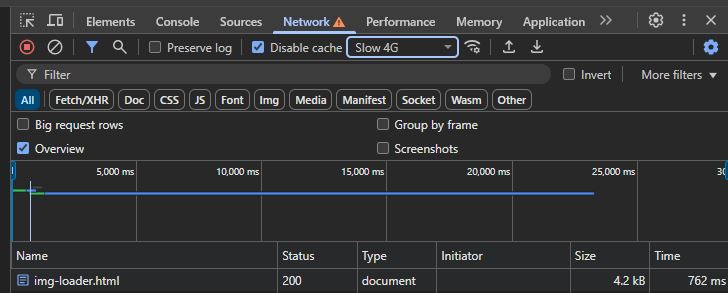 Elements Console Sources Network Performance Memory Application
Preserve log Disable cache Slow 4G
Filter Invert More filters
All Fetch/XHR Doc CSS JS Font Img Media Manifest Socket Wasm Other
Big request rows Group by frame
Overview Screenshots
5,000 ms 10,000 ms 15,000 ms 20,000 ms 25,000 ms
Name Status Type Initiator Size Time
img-loader.html 200 document 4.2 kB 762 ms